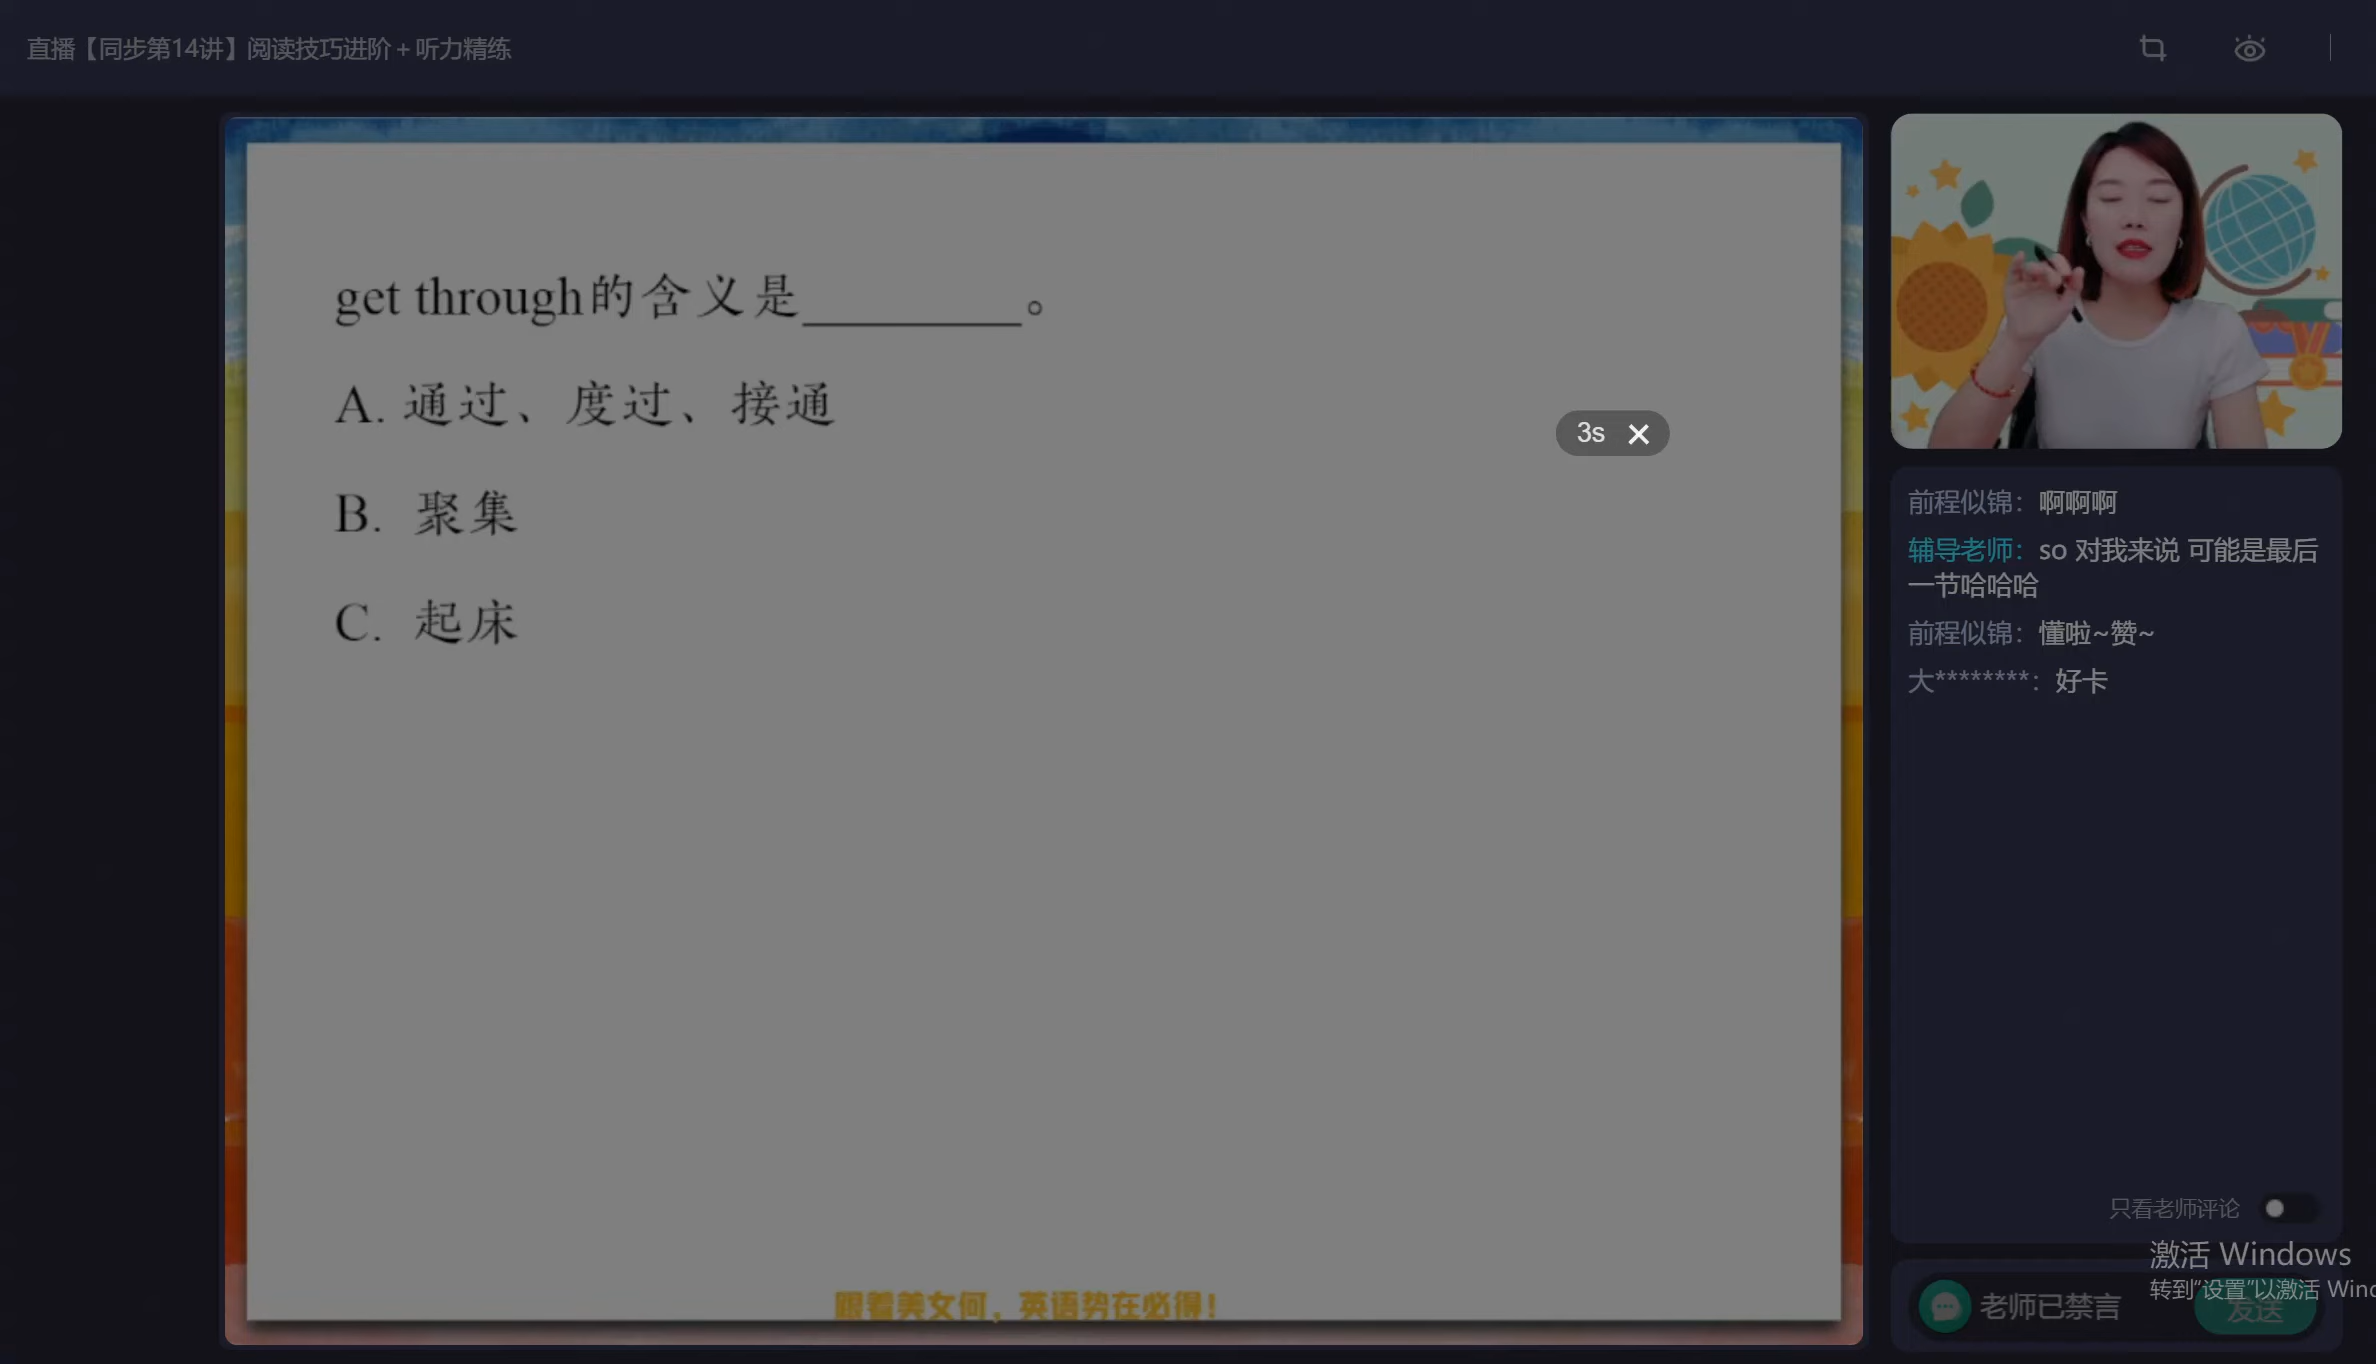 直播【同步第14讲】阅读技巧进阶+听力精练
get through的含义是________。
A. 通过、度过、接通
B. 聚集
C. 起床
3s
跟着美女何，英语势在必得！
前程似锦：啊啊啊
辅导老师：so 对我来说 可能是最后
一节哈哈哈
前程似锦：懂啦~赞~
大********：好卡
只看老师评论
激活 Windows
转到"设置"以激活 Winc
老师已禁言
发送